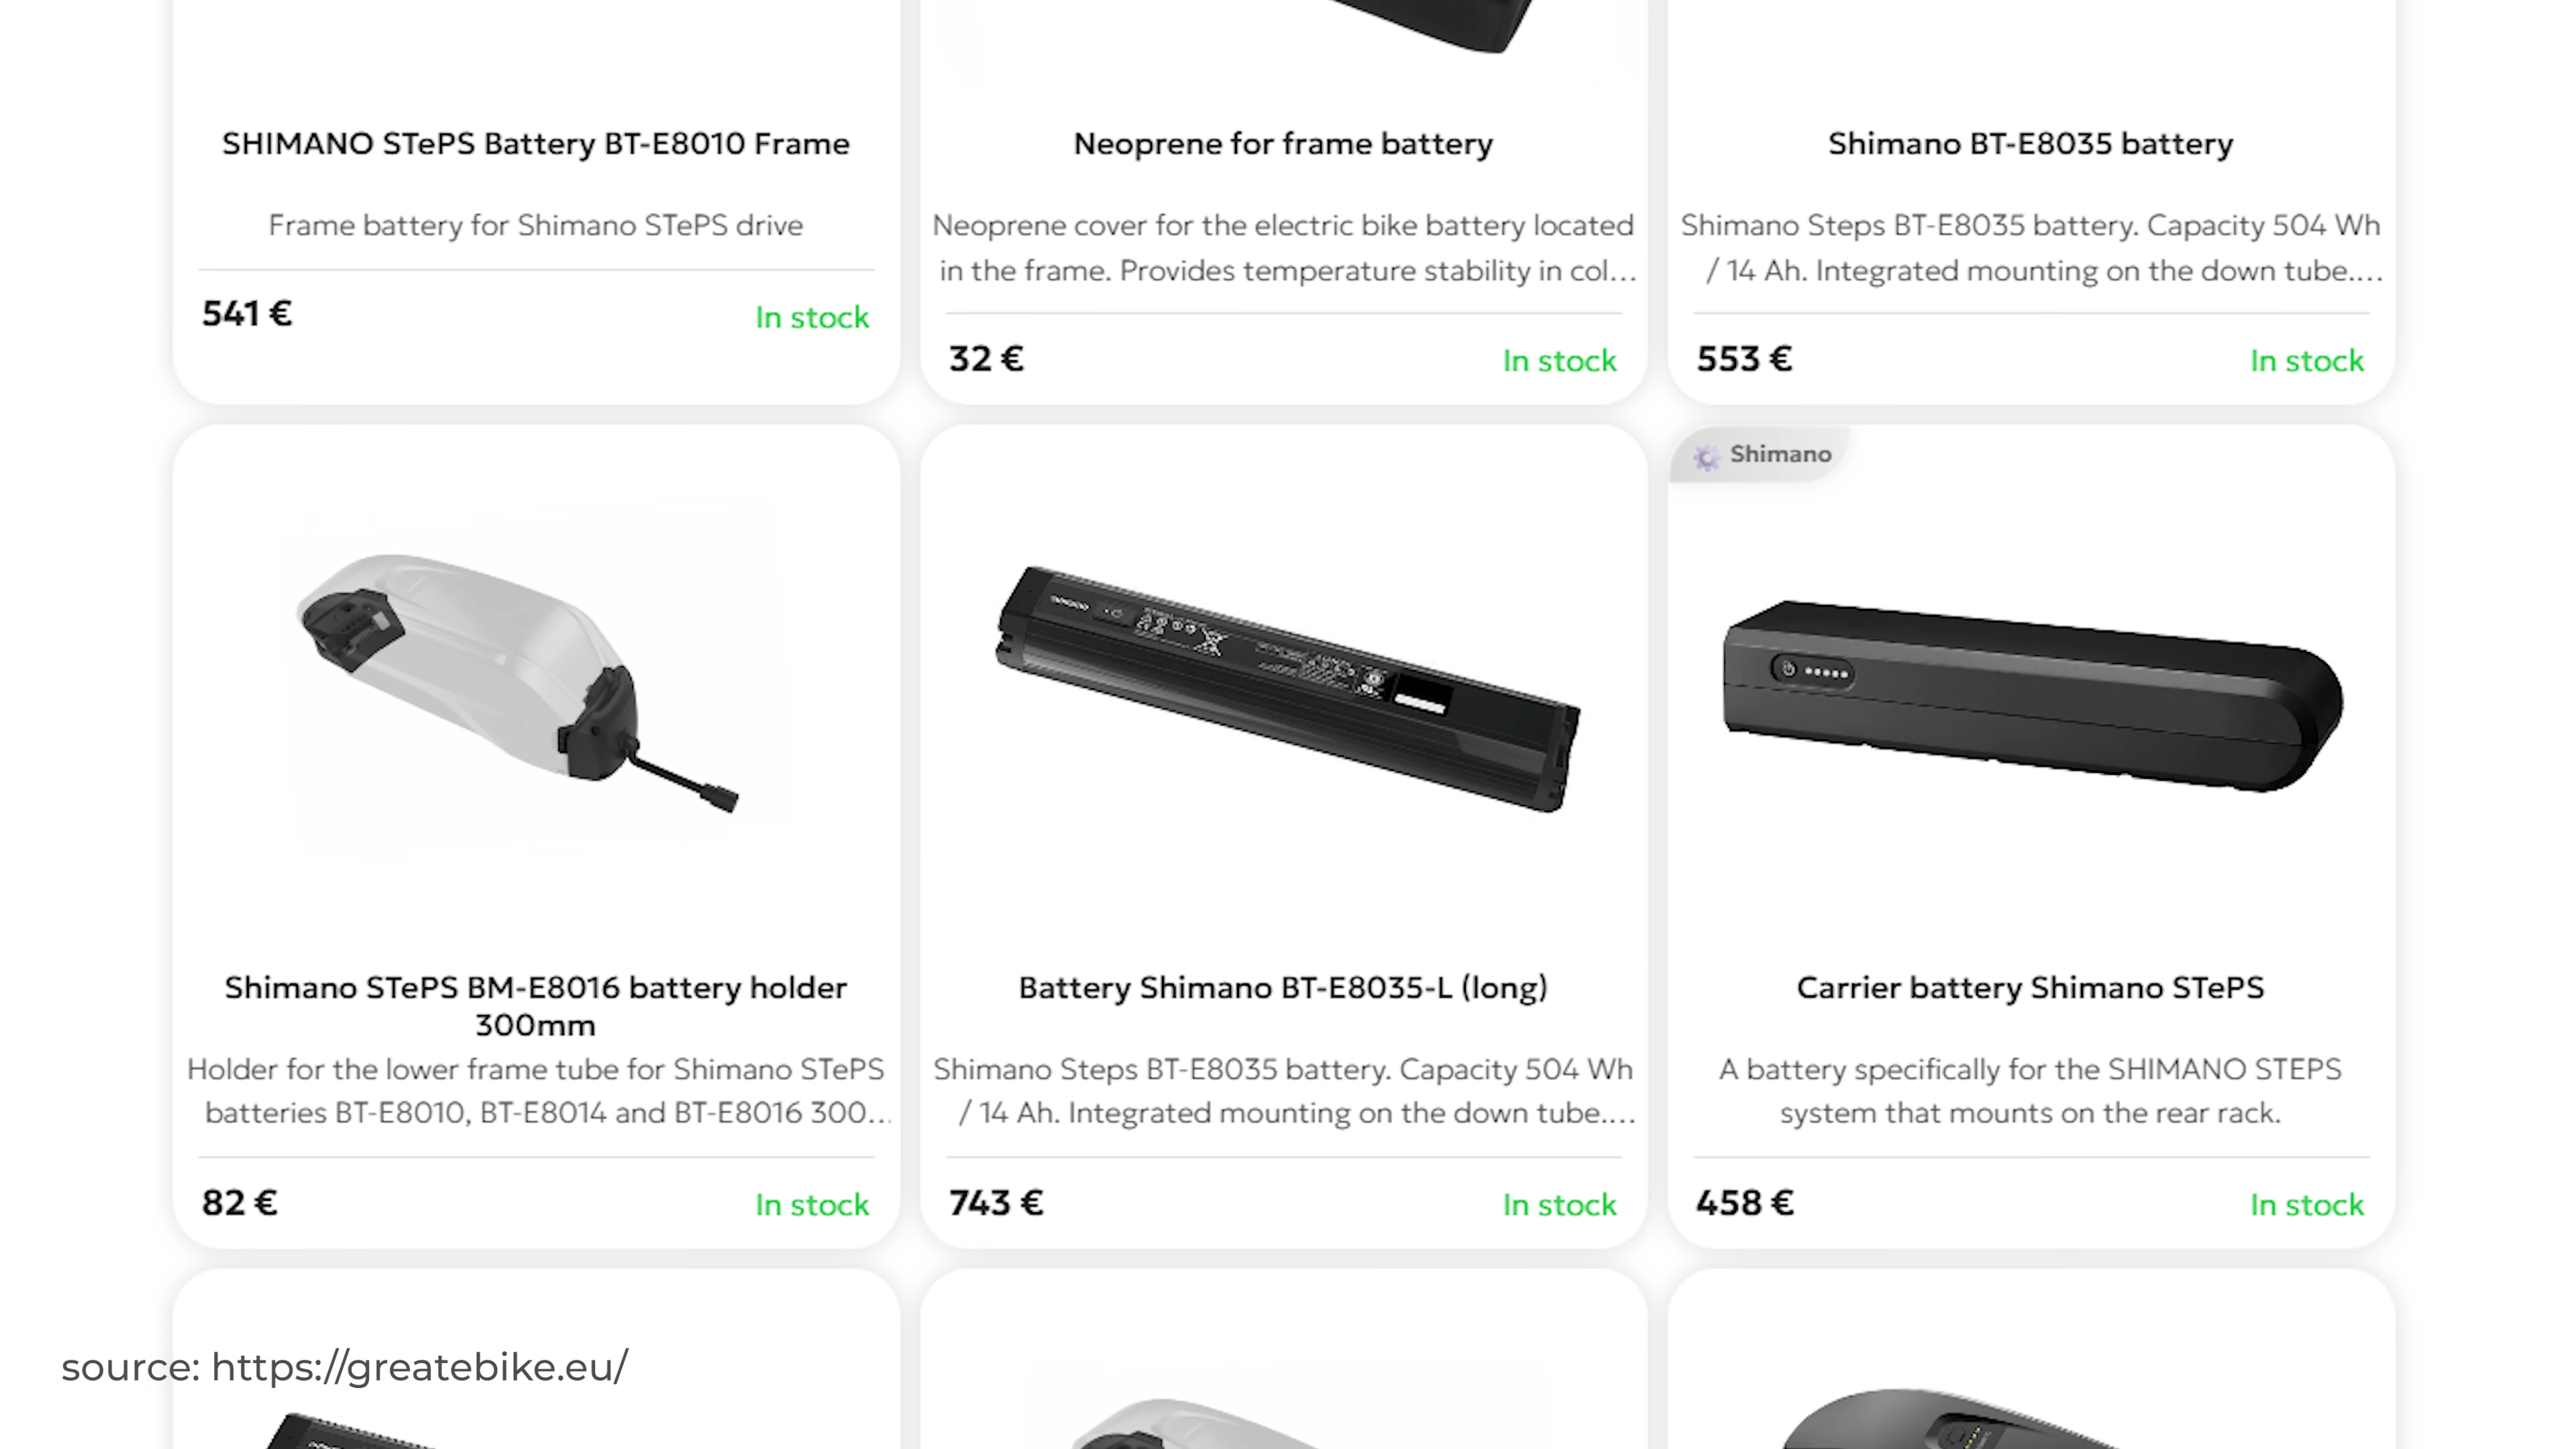 SHIMANO STePS Battery BT-E8010 Frame
Frame battery for Shimano STePS drive
541 €
In stock
Neoprene for frame battery
Neoprene cover for the electric bike battery located
in the frame. Provides temperature stability in col...
32 €
In stock
Shimano BT-E8035 battery
Shimano Steps BT-E8035 battery. Capacity 504 Wh
/ 14 Ah. Integrated mounting on the down tube....
553 €
In stock
Shimano STePS BM-E8016 battery holder
300mm
Holder for the lower frame tube for Shimano STePS
batteries BT-E8010, BT-E8014 and BT-E8016 300...
82 €
In stock
Battery Shimano BT-E8035-L (long)
Shimano Steps BT-E8035 battery. Capacity 504 Wh
/ 14 Ah. Integrated mounting on the down tube....
743 €
In stock
Shimano
Carrier battery Shimano STePS
A battery specifically for the SHIMANO STEPS
system that mounts on the rear rack.
458 €
In stock
source: https://greatebike.eu/